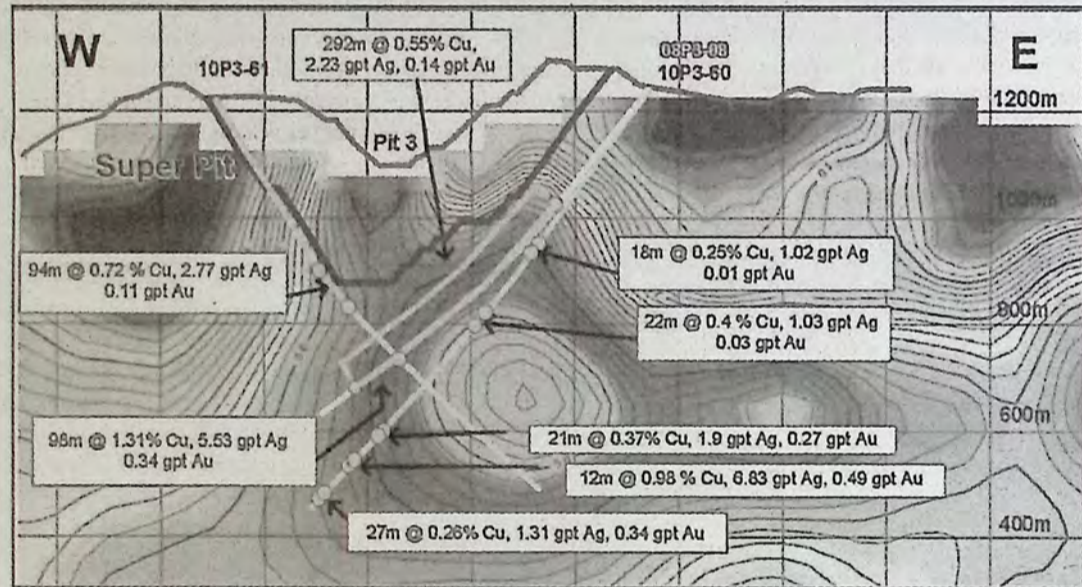 W
E
10P3-61
292m @ 0.55% Cu,
2.23 gpt Ag, 0.14 gpt Au
08P3-08
10P3-60
1200m
Pit 3
Super Pit
1000m
94m @ 0.72 % Cu, 2.77 gpt Ag
0.11 gpt Au
18m @ 0.25% Cu, 1.02 gpt Ag
0.01 gpt Au
800m
22m @ 0.4 % Cu, 1.03 gpt Ag
0.03 gpt Au
600m
98m @ 1.31% Cu, 5.53 gpt Ag
0.34 gpt Au
21m @ 0.37% Cu, 1.9 gpt Ag, 0.27 gpt Au
12m @ 0.98 % Cu, 6.83 gpt Ag, 0.49 gpt Au
27m @ 0.26% Cu, 1.31 gpt Ag, 0.34 gpt Au
400m